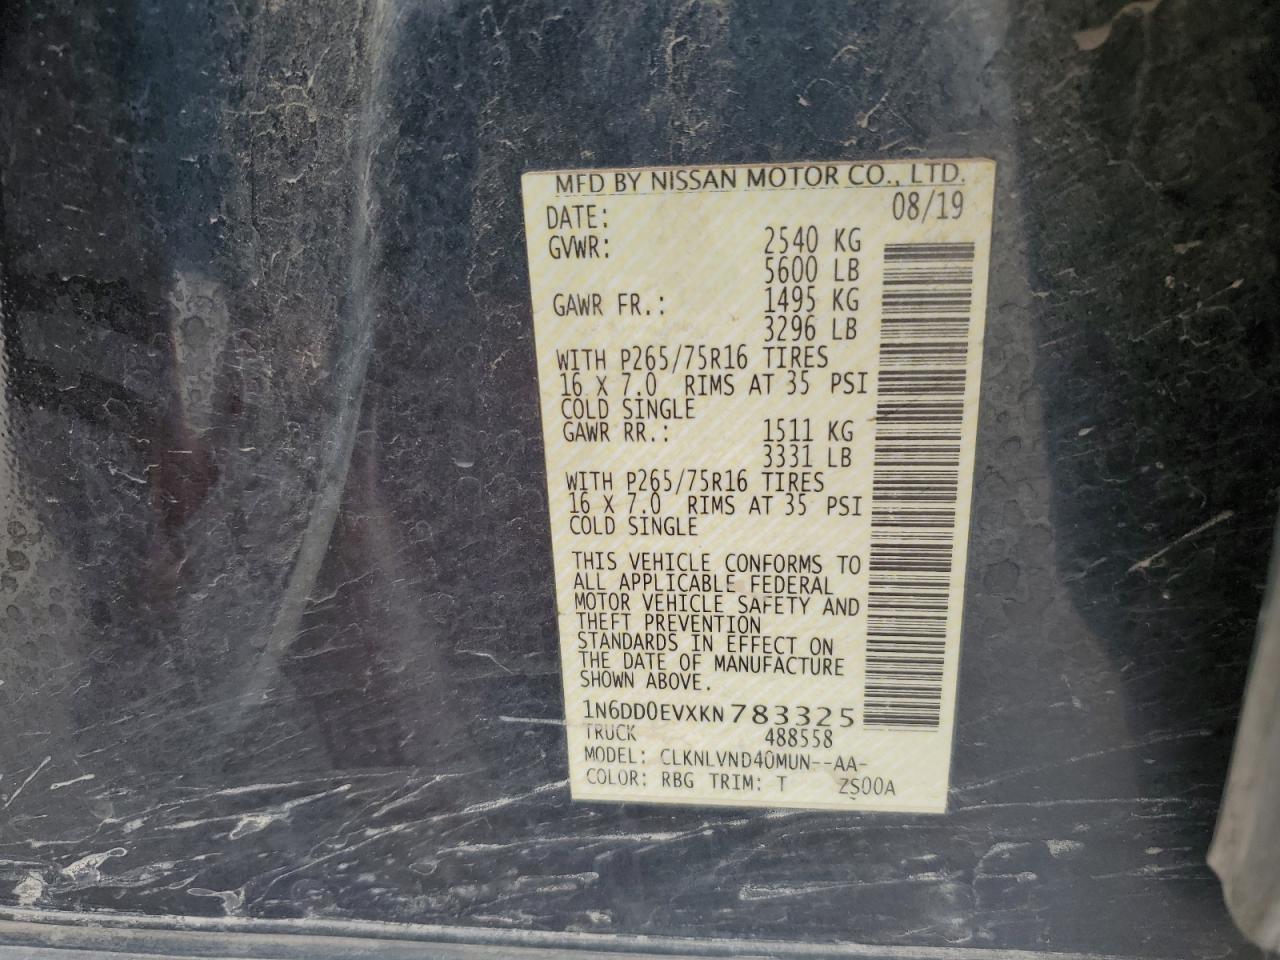 MFD BY NISSAN MOTOR CO., LTD.
DATE: 08/19
GVWR: 2540 KG
5600 LB
GAWR FR.: 1495 KG
3296 LB
WITH P265/75R16 TIRES
16 X 7.0 RIMS AT 35 PSI
COLD SINGLE
GAWR RR.: 1511 KG
3331 LB
WITH P265/75R16 TIRES
16 X 7.0 RIMS AT 35 PSI
COLD SINGLE
THIS VEHICLE CONFORMS TO
ALL APPLICABLE FEDERAL
MOTOR VEHICLE SAFETY AND
THEFT PREVENTION
STANDARDS IN EFFECT ON
THE DATE OF MANUFACTURE
SHOWN ABOVE.
1N6DD0EVXKN783325
TRUCK 488558
MODEL: CLKNLVND40MUN--AA-
COLOR: RBG TRIM: T ZS00A